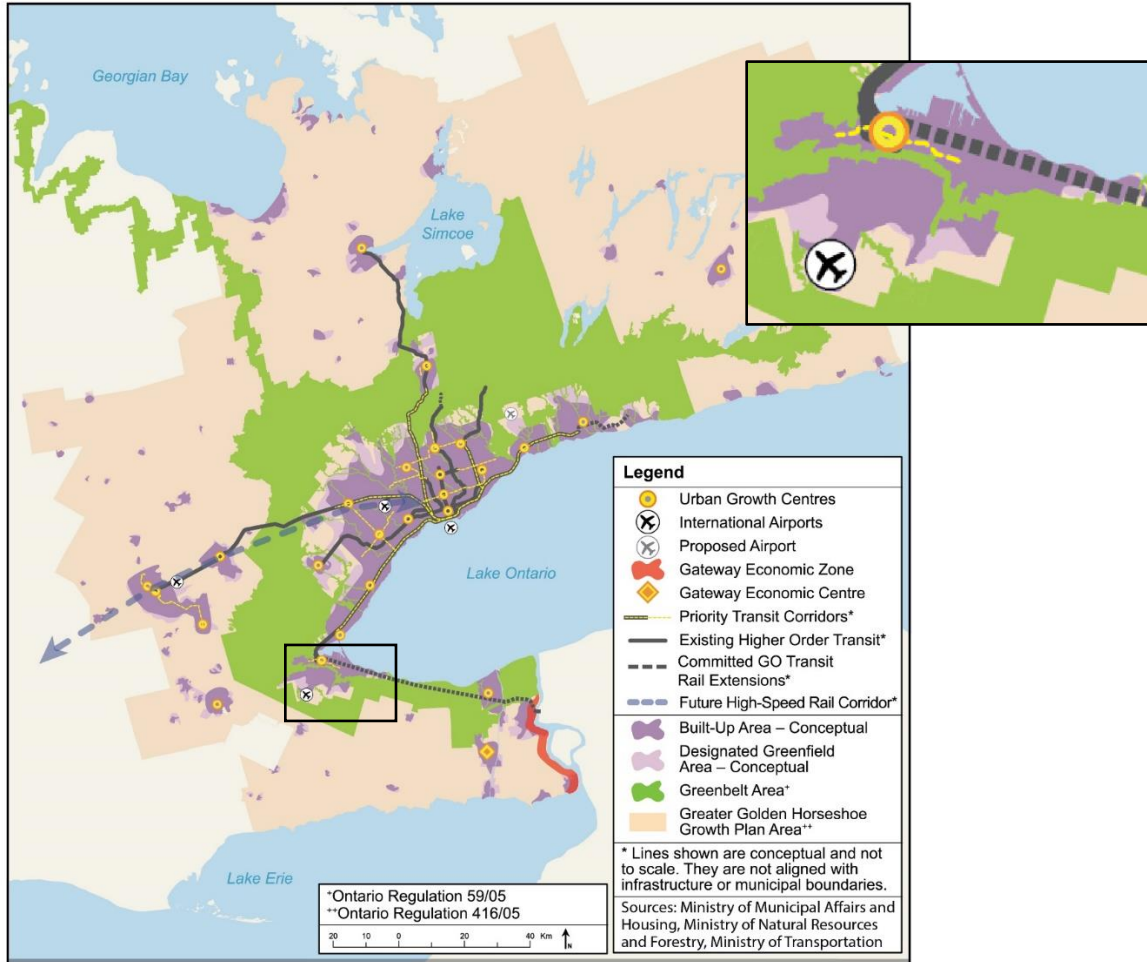 Georgian Bay
Lake
Simcoe
Lake Ontario
Lake Erie
Legend
Urban Growth Centres
International Airports
Proposed Airport
Gateway Economic Zone
Gateway Economic Centre
Priority Transit Corridors*
Existing Higher Order Transit*
Committed GO Transit
Rail Extensions*
Future High-Speed Rail Corridor*
Built-Up Area – Conceptual
Designated Greenfield
Area – Conceptual
Greenbelt Area+
Greater Golden Horseshoe
Growth Plan Area++
* Lines shown are conceptual and not
to scale. They are not aligned with
infrastructure or municipal boundaries.
Sources: Ministry of Municipal Affairs and
Housing, Ministry of Natural Resources
and Forestry, Ministry of Transportation
+Ontario Regulation 59/05
++Ontario Regulation 416/05
20 10 0 20 40 Km
N